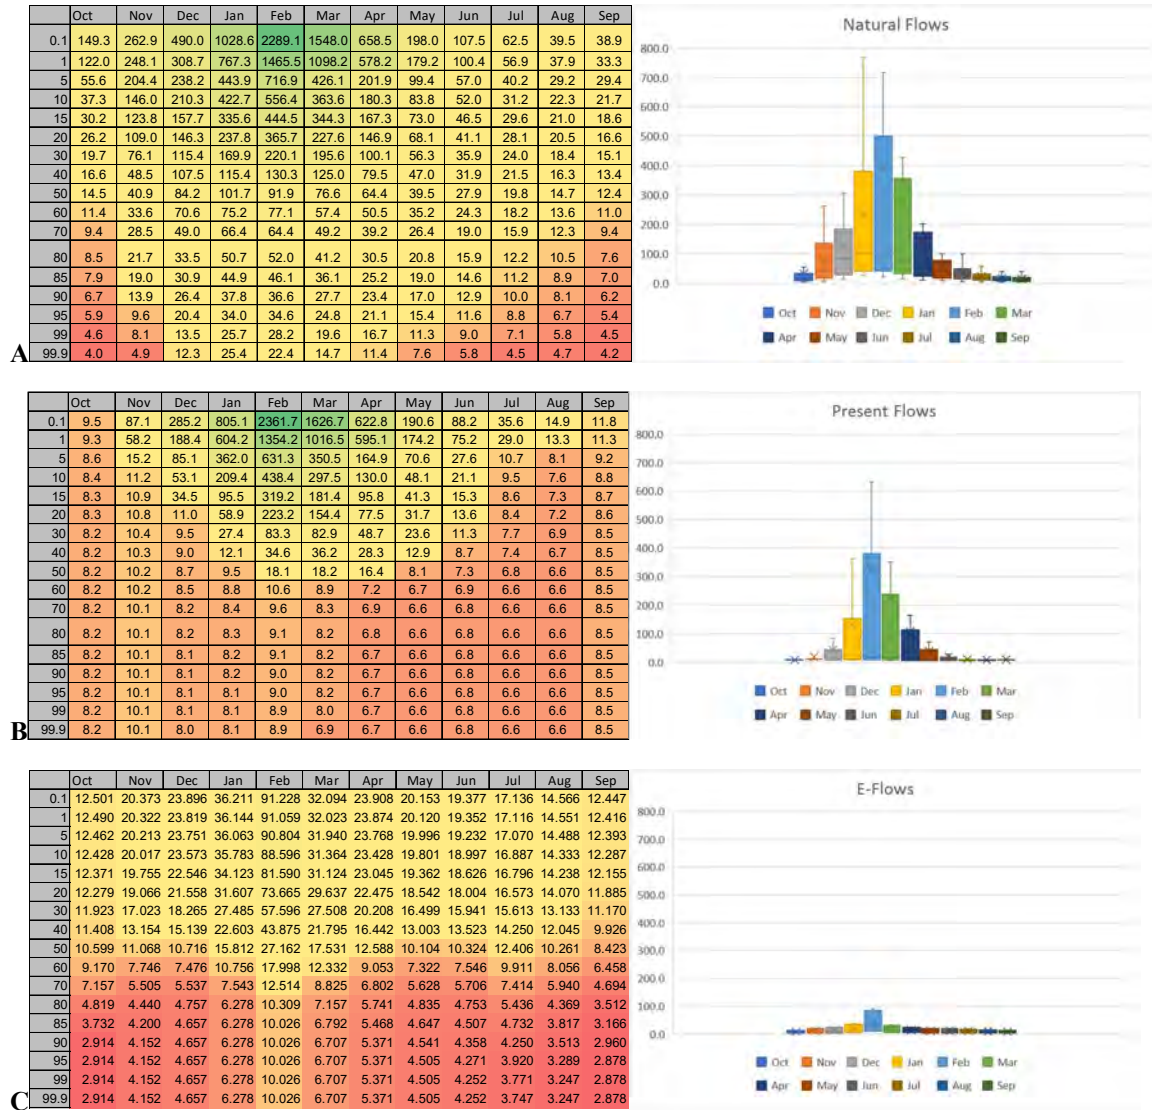 Oct Nov Dec Jan Feb Mar Apr May Jun Jul Aug Sep
0.1 149.3 262.9 490.0 1028.6 2289.1 1548.0 658.5 198.0 107.5 62.5 39.5 38.9
1 122.0 248.1 308.7 767.3 1465.5 1098.2 578.2 179.2 100.4 56.9 37.9 33.3
5 55.6 204.4 238.2 443.9 716.9 426.1 201.9 99.4 57.0 40.2 29.2 29.4
10 37.3 146.0 210.3 422.7 556.4 363.6 180.3 83.8 52.0 31.2 22.3 21.7
15 30.2 123.8 157.7 335.6 444.5 344.3 167.3 73.0 46.5 29.6 21.0 18.6
20 26.2 109.0 146.3 237.8 365.7 227.6 146.9 68.1 41.1 28.1 20.5 16.6
30 19.7 76.1 115.4 169.9 220.1 195.6 100.1 56.3 35.9 24.0 18.4 15.1
40 16.6 48.5 107.5 115.4 130.3 125.0 79.5 47.0 31.9 21.5 16.3 13.4
50 14.5 40.9 84.2 101.7 91.9 76.6 64.4 39.5 27.9 19.8 14.7 12.4
60 11.4 33.6 70.6 75.2 77.1 57.4 50.5 35.2 24.3 18.2 13.6 11.0
70 9.4 28.5 49.0 66.4 64.4 49.2 39.2 26.4 19.0 15.9 12.3 9.4
80 8.5 21.7 33.5 50.7 52.0 41.2 30.5 20.8 15.9 12.2 10.5 7.6
85 7.9 19.0 30.9 44.9 46.1 36.1 25.2 19.0 14.6 11.2 8.9 7.0
90 6.7 13.9 26.4 37.8 36.6 27.7 23.4 17.0 12.9 10.0 8.1 6.2
95 5.9 9.6 20.4 34.0 34.6 24.8 21.1 15.4 11.6 8.8 6.7 5.4
99 4.6 8.1 13.5 25.7 28.2 19.6 16.7 11.3 9.0 7.1 5.8 4.5
99.9 4.0 4.9 12.3 25.4 22.4 14.7 11.4 7.6 5.8 4.5 4.7 4.2
A
Natural Flows
800.0
700.0
600.0
500.0
400.0
300.0
200.0
100.0
0.0
Oct Nov Dec Jan Feb Mar
Apr May Jun Jul Aug Sep
Oct Nov Dec Jan Feb Mar Apr May Jun Jul Aug Sep
0.1 9.5 87.1 285.2 805.1 2361.7 1626.7 622.8 190.6 88.2 35.6 14.9 11.8
1 9.3 58.2 188.4 604.2 1354.2 1016.5 595.1 174.2 75.2 29.0 13.3 11.3
5 8.6 15.2 85.1 362.0 631.3 350.5 164.9 70.6 27.6 10.7 8.1 9.2
10 8.4 11.2 53.1 209.4 438.4 297.5 130.0 48.1 21.1 9.5 7.6 8.8
15 8.3 10.9 34.5 95.5 319.2 181.4 95.8 41.3 15.3 8.6 7.3 8.7
20 8.3 10.8 11.0 58.9 223.2 154.4 77.5 31.7 13.6 8.4 7.2 8.6
30 8.2 10.4 9.5 27.4 83.3 82.9 48.7 23.6 11.3 7.7 6.9 8.5
40 8.2 10.3 9.0 12.1 34.6 36.2 28.3 12.9 8.7 7.4 6.7 8.5
50 8.2 10.2 8.7 9.5 18.1 18.2 16.4 8.1 7.3 6.8 6.6 8.5
60 8.2 10.2 8.5 8.8 10.6 8.9 7.2 6.7 6.9 6.6 6.6 8.5
70 8.2 10.1 8.2 8.4 9.6 8.3 6.9 6.6 6.8 6.6 6.6 8.5
80 8.2 10.1 8.2 8.3 9.1 8.2 6.8 6.6 6.8 6.6 6.6 8.5
85 8.2 10.1 8.1 8.2 9.1 8.2 6.7 6.6 6.8 6.6 6.6 8.5
90 8.2 10.1 8.1 8.2 9.0 8.2 6.7 6.6 6.8 6.6 6.6 8.5
95 8.2 10.1 8.1 8.1 9.0 8.2 6.7 6.6 6.8 6.6 6.6 8.5
99 8.2 10.1 8.1 8.1 8.9 8.0 6.7 6.6 6.8 6.6 6.6 8.5
99.9 8.2 10.1 8.0 8.1 8.9 6.9 6.7 6.6 6.8 6.6 6.6 8.5
B
Present Flows
800.0
700.0
600.0
500.0
400.0
300.0
200.0
100.0
0.0
Oct Nov Dec Jan Feb Mar
Apr May Jun Jul Aug Sep
Oct Nov Dec Jan Feb Mar Apr May Jun Jul Aug Sep
0.1 12.501 20.373 23.896 36.211 91.228 32.094 23.908 20.153 19.377 17.136 14.566 12.447
1 12.490 20.322 23.819 36.144 91.059 32.023 23.874 20.120 19.352 17.116 14.551 12.416
5 12.462 20.213 23.751 36.063 90.804 31.940 23.768 19.996 19.232 17.070 14.488 12.393
10 12.428 20.017 23.573 35.783 88.596 31.364 23.428 19.801 18.997 16.887 14.333 12.287
15 12.371 19.755 22.546 34.123 81.590 31.124 23.045 19.362 18.626 16.796 14.238 12.155
20 12.279 19.066 21.558 31.607 73.665 29.637 22.475 18.542 18.004 16.573 14.070 11.885
30 11.923 17.023 18.265 27.485 57.596 27.508 20.208 16.499 15.941 15.613 13.133 11.170
40 11.408 13.154 15.139 22.603 43.875 21.795 16.442 13.003 13.523 14.250 12.045 9.926
50 10.599 11.068 10.716 15.812 27.162 17.531 12.588 10.104 10.324 12.406 10.261 8.423
60 9.170 7.746 7.476 10.756 17.998 12.332 9.053 7.322 7.546 9.911 8.056 6.458
70 7.157 5.505 5.537 7.543 12.514 8.825 6.802 5.628 5.706 7.414 5.940 4.694
80 4.819 4.440 4.757 6.278 10.309 7.157 5.741 4.835 4.753 5.436 4.369 3.512
85 3.732 4.200 4.657 6.278 10.026 6.792 5.468 4.647 4.507 4.732 3.817 3.166
90 2.914 4.152 4.657 6.278 10.026 6.707 5.371 4.541 4.358 4.250 3.513 2.960
95 2.914 4.152 4.657 6.278 10.026 6.707 5.371 4.505 4.271 3.920 3.289 2.878
99 2.914 4.152 4.657 6.278 10.026 6.707 5.371 4.505 4.252 3.771 3.247 2.878
99.9 2.914 4.152 4.657 6.278 10.026 6.707 5.371 4.505 4.252 3.747 3.247 2.878
C
E-Flows
800.0
700.0
600.0
500.0
400.0
300.0
200.0
100.0
0.0
Oct Nov Dec Jan Feb Mar
Apr May Jun Jul Aug Sep